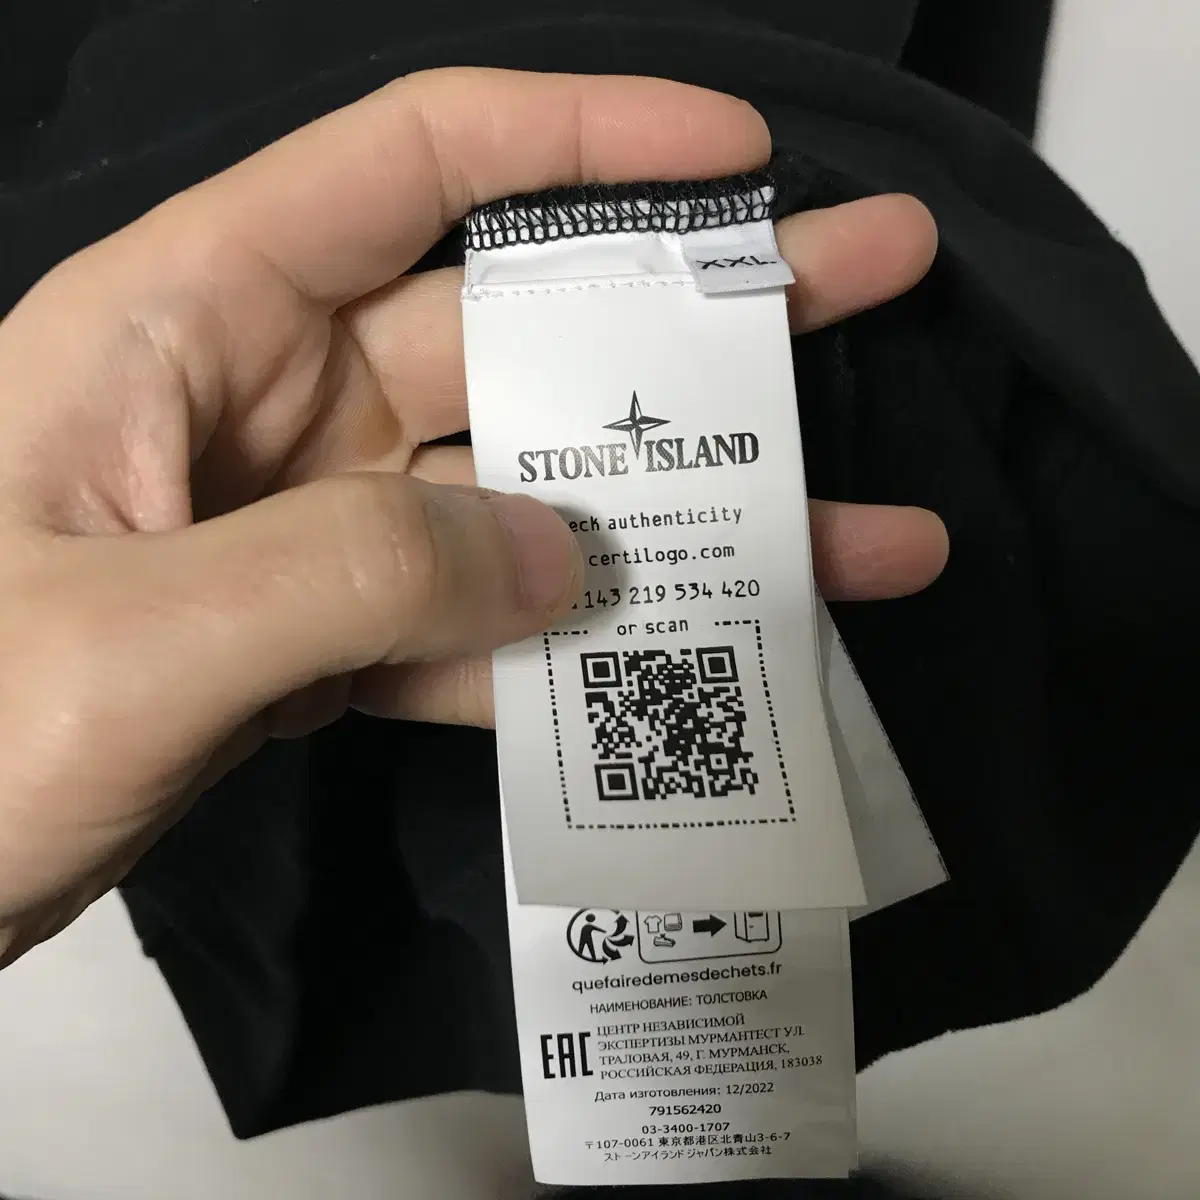 XXL
STONE ISLAND
eck authenticity
certilogo.com
143 219 534 420
or scan
quefairedemesdechets.fr
НАИМЕНОВАНИЕ: ТОЛСТОВКА
EAC
ЦЕНТР НЕЗАВИСИМОЙ
ЭКСПЕРТИЗЫ МУРМАНТЕСТ УЛ.
ТРАЛОВАЯ, 49, Г. МУРМАНСК,
РОССИЙСКАЯ ФЕДЕРАЦИЯ, 183038
Дата изготовления: 12/2022
791562420
03-3400-1707
〒107-0061 東京都港区北青山3-6-7
ストーンアイランドジャパン株式会社